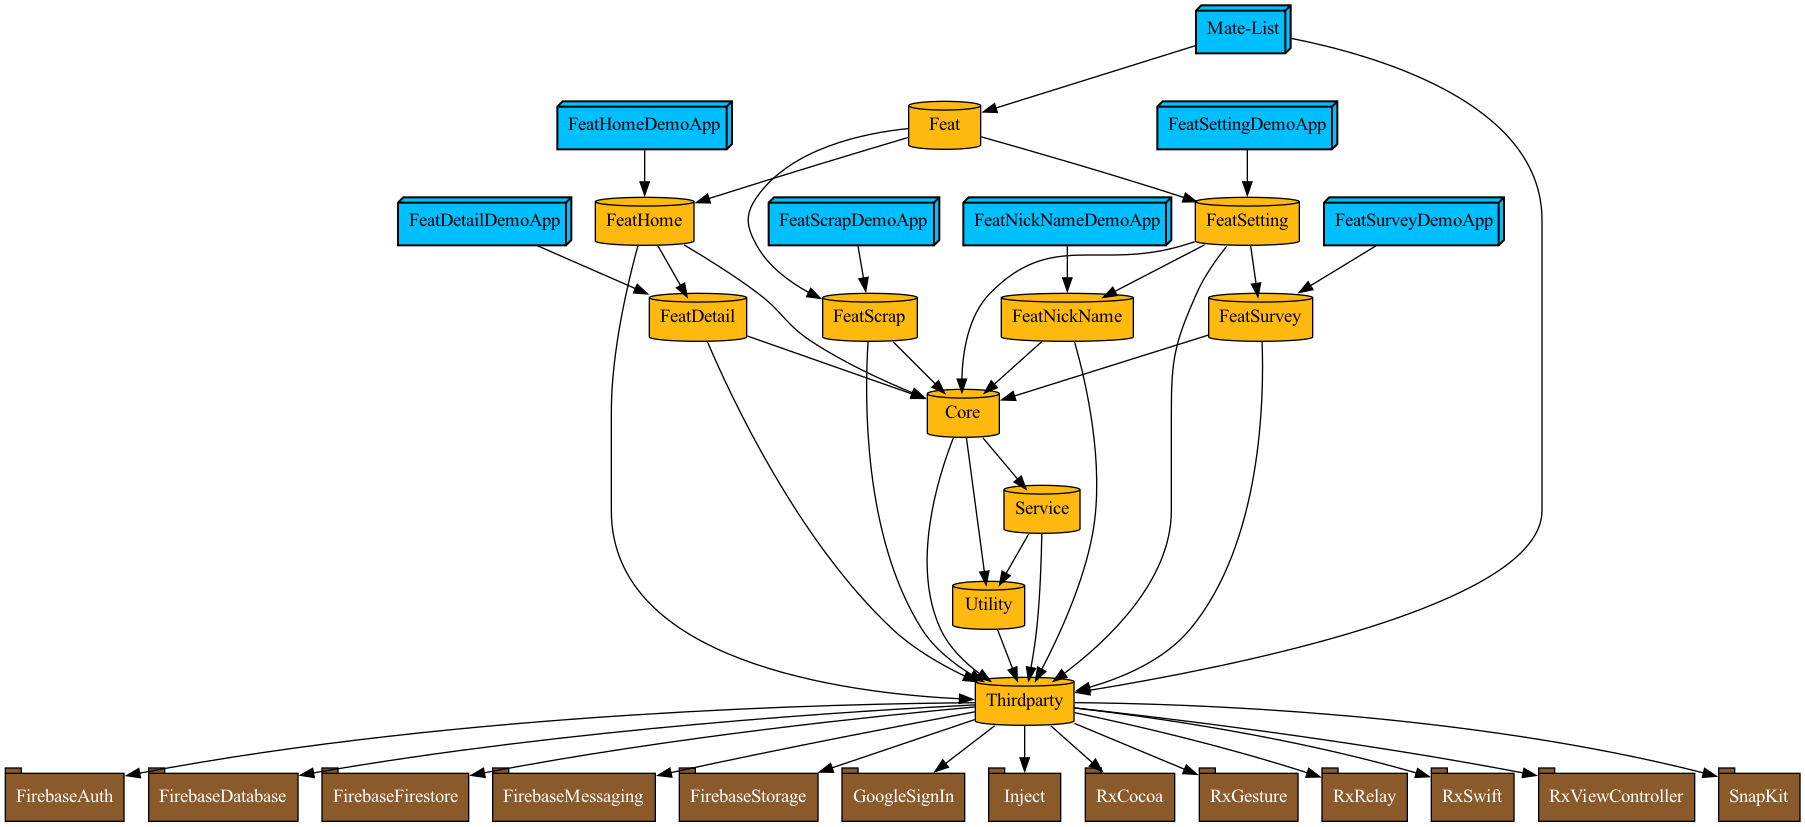 Mate-List
FeatHomeDemoApp
Feat
FeatSettingDemoApp
FeatDetailDemoApp
FeatHome
FeatScrapDemoApp
FeatNickNameDemoApp
FeatSetting
FeatSurveyDemoApp
FeatDetail
FeatScrap
FeatNickName
FeatSurvey
Core
Service
Utility
Thirdparty
FirebaseAuth
FirebaseDatabase
FirebaseFirestore
FirebaseMessaging
FirebaseStorage
GoogleSignIn
Inject
RxCocoa
RxGesture
RxRelay
RxSwift
RxViewController
SnapKit